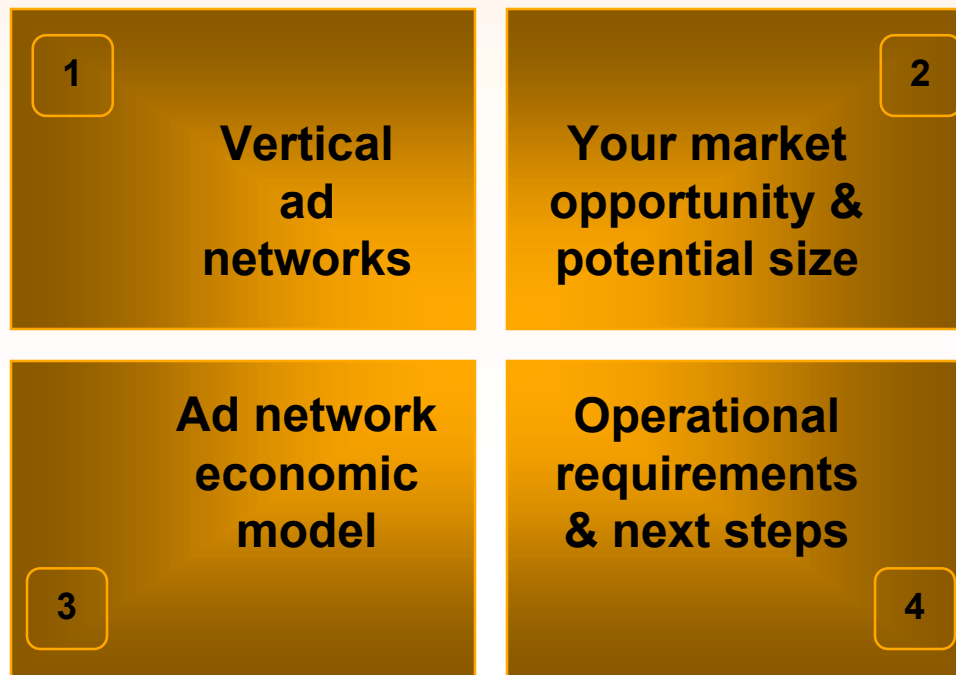 1
Vertical
ad
networks
2
Your market
opportunity &
potential size
Ad network
economic
model
3
Operational
requirements
& next steps
4